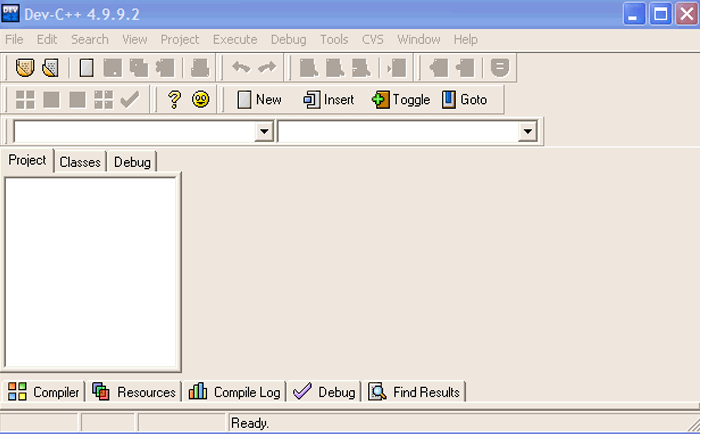 DEV Dev-C++ 4.9.9.2
File Edit Search View Project Execute Debug Tools CVS Window Help
New Insert Toggle Goto
Project Classes Debug
Compiler Resources Compile Log Debug Find Results
Ready.